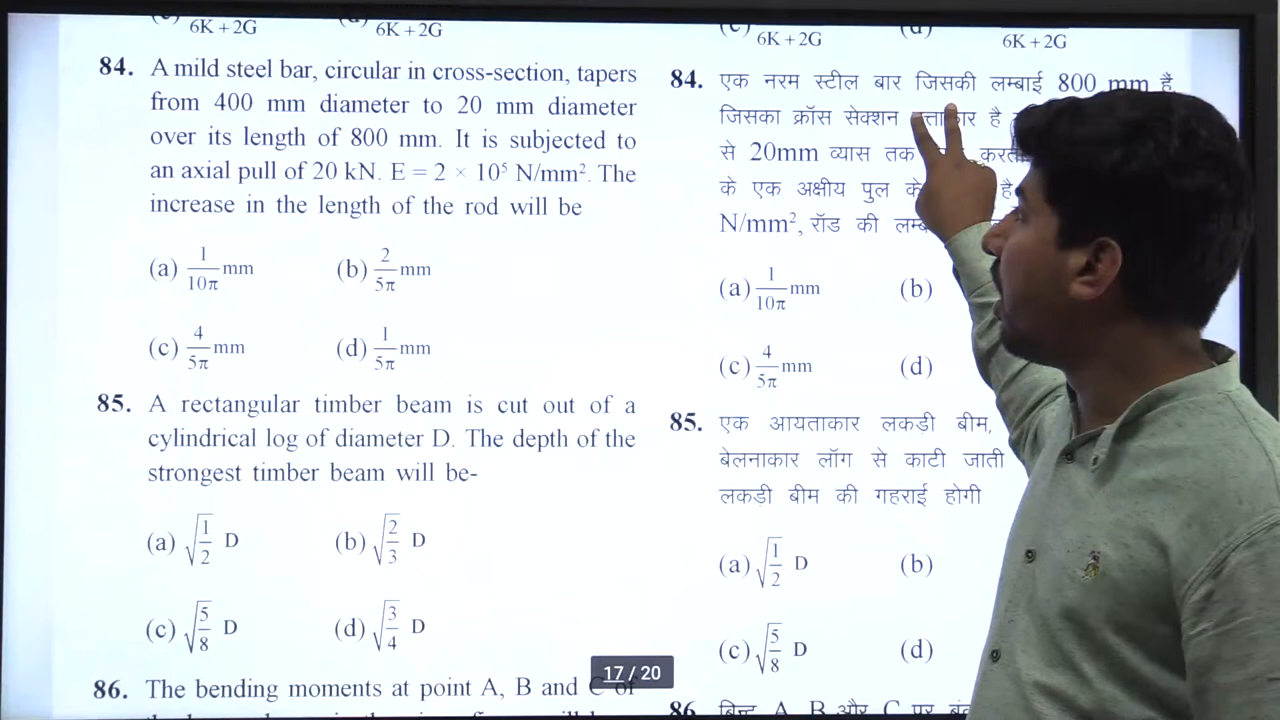 6K+2G
6K+2G
84. A mild steel bar, circular in cross-section, tapers
from 400 mm diameter to 20 mm diameter
over its length of 800 mm. It is subjected to
an axial pull of 20 kN. E = 2 × 10⁵ N/mm². The
increase in the length of the rod will be
(a) 1/10π mm (b) 2/5π mm
(c) 4/5π mm (d) 1/5π mm
85. A rectangular timber beam is cut out of a
cylindrical log of diameter D. The depth of the
strongest timber beam will be-
(a) √1/2 D (b) √2/3 D
(c) √5/8 D (d) √3/4 D
86. The bending moments at point A, B and C of
17 / 20
6K+2G
6K+2G
84. एक नरम स्टील बार जिसकी लम्बाई 800 mm है,
जिसका क्रॉस सेक्शन है
से 20mm व्यास तक
के एक अक्षीय पुल के है
N/mm², रॉड की
(a) 1/10π mm (b)
(c) 4/5π mm (d)
85. एक आयताकार लकड़ी बीम,
बेलनाकार लॉग से काटी जाती
लकड़ी बीम की गहराई होगी
(a) √1/2 D (b)
(c) √5/8 D (d)
86. A, B और C पर